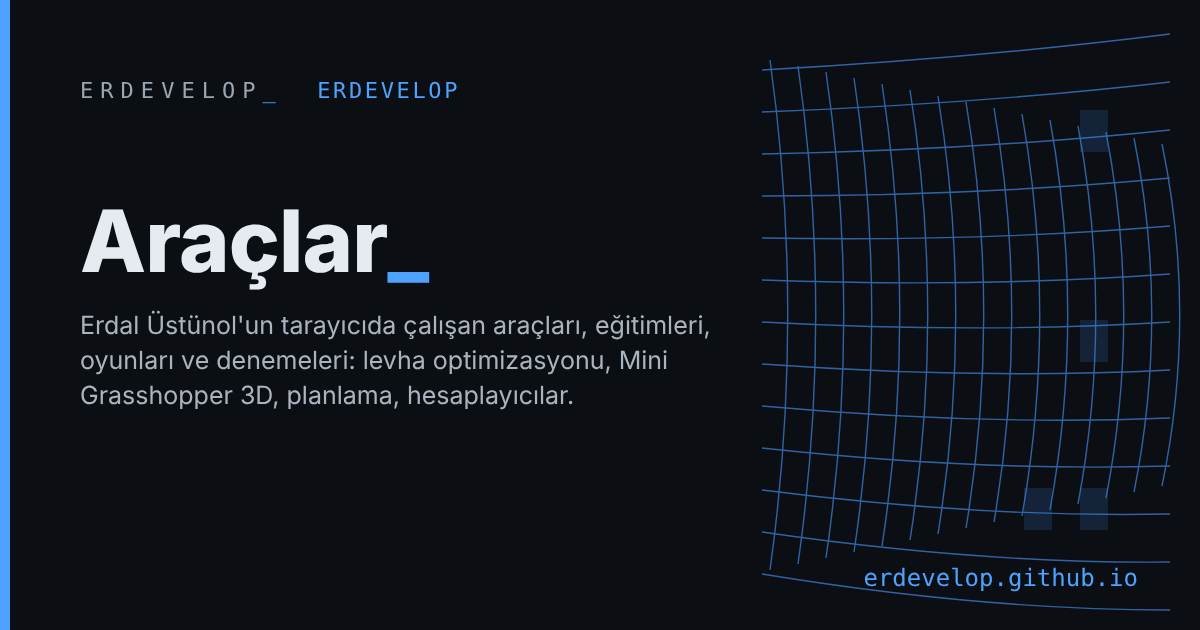 ERDEVELOP_ ERDEVELOP
Araçlar_
Erdal Üstünol'un tarayıcıda çalışan araçları, eğitimleri,
oyunları ve denemeleri: levha optimizasyonu, Mini
Grasshopper 3D, planlama, hesaplayıcılar.
erdevelop.github.io